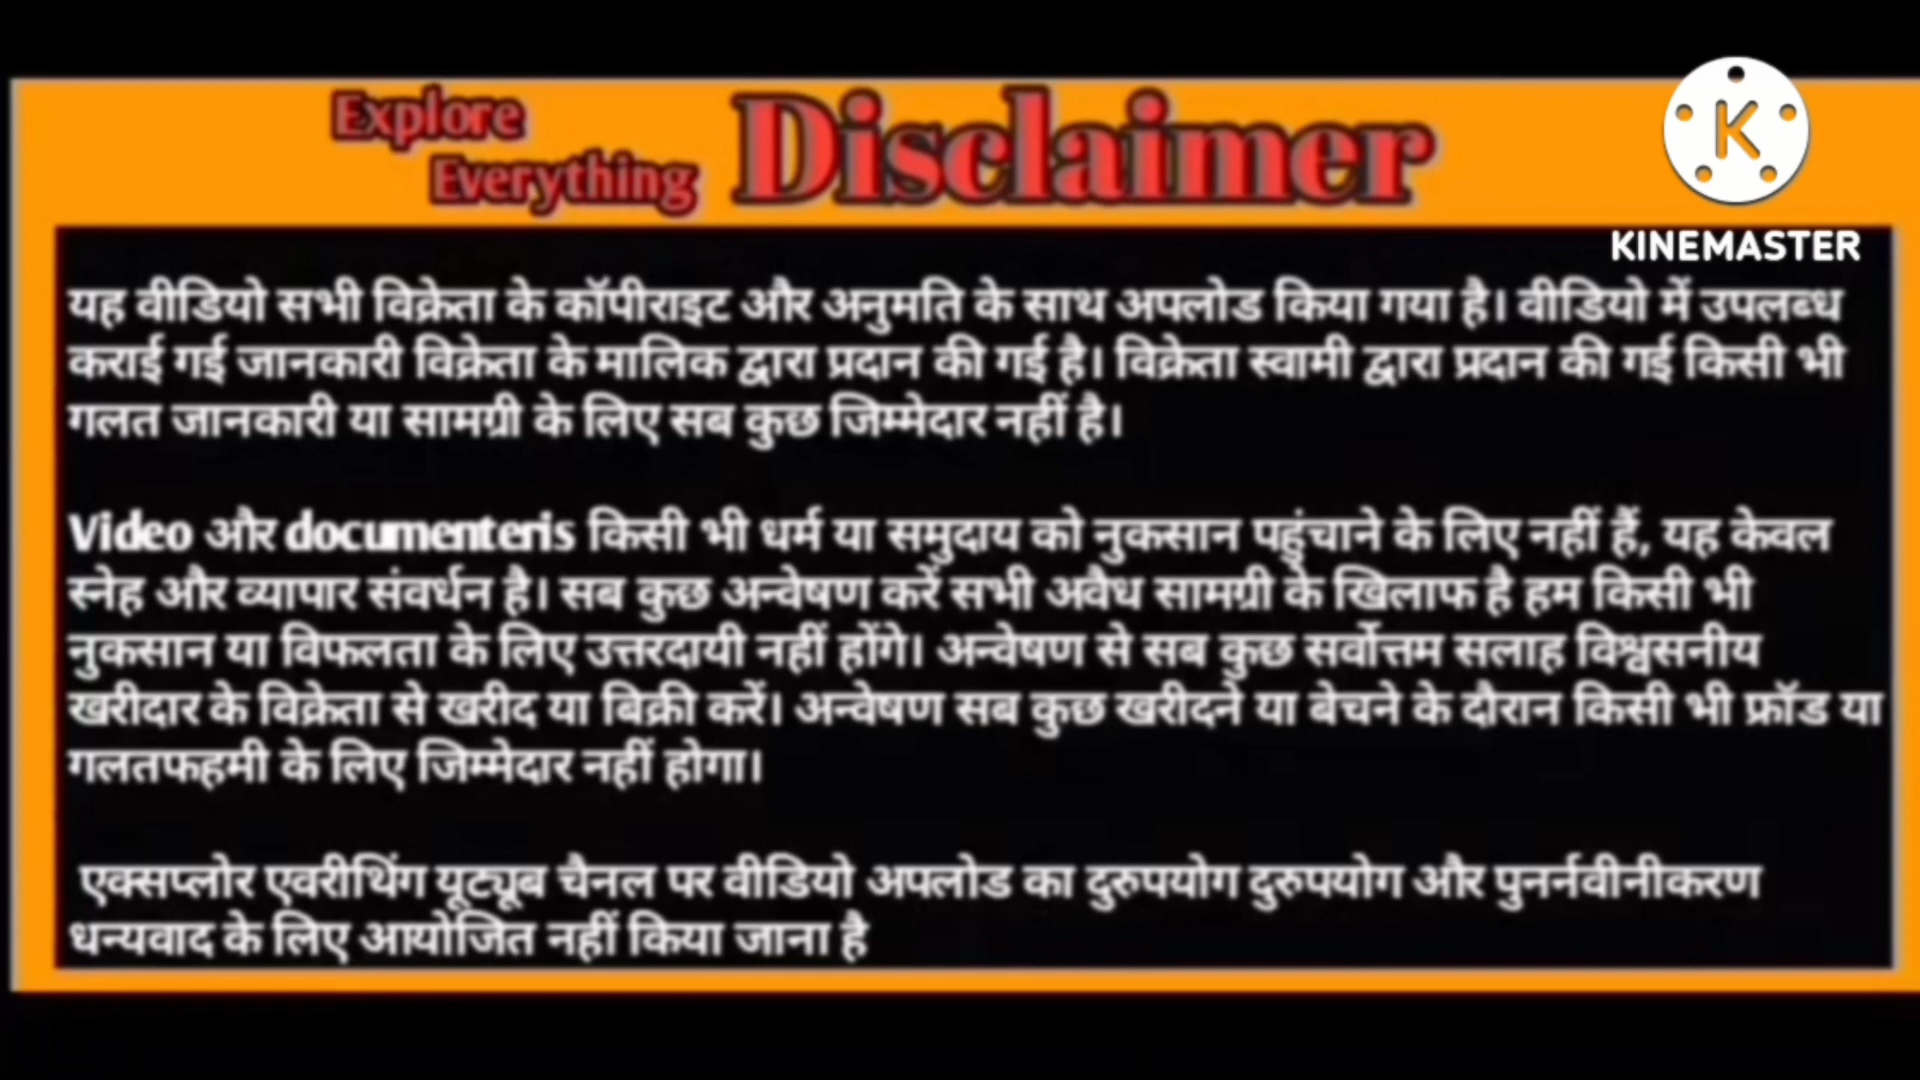 Explore
Everything
Disclaimer
K
KINEMASTER
यह वीडियो सभी विक्रेता के कॉपीराइट और अनुमति के साथ अपलोड किया गया है। वीडियो में उपलब्ध
कराई गई जानकारी विक्रेता के मालिक द्वारा प्रदान की गई है। विक्रेता स्वामी द्वारा प्रदान की गई किसी भी
गलत जानकारी या सामग्री के लिए सब कुछ जिम्मेदार नहीं है।
Video और documenteris किसी भी धर्म या समुदाय को नुकसान पहुंचाने के लिए नहीं हैं, यह केवल
स्नेह और व्यापार संवर्धन है। सब कुछ अन्वेषण करें सभी अवैध सामग्री के खिलाफ है हम किसी भी
नुकसान या विफलता के लिए उत्तरदायी नहीं होंगे। अन्वेषण से सब कुछ सर्वोत्तम सलाह विश्वसनीय
खरीदार के विक्रेता से खरीद या बिक्री करें। अन्वेषण सब कुछ खरीदने या बेचने के दौरान किसी भी फ्रॉड या
गलतफहमी के लिए जिम्मेदार नहीं होगा।
एक्सप्लोर एवरीथिंग यूट्यूब चैनल पर वीडियो अपलोड का दुरुपयोग दुरुपयोग और पुनर्नवीनीकरण
धन्यवाद के लिए आयोजित नहीं किया जाना है